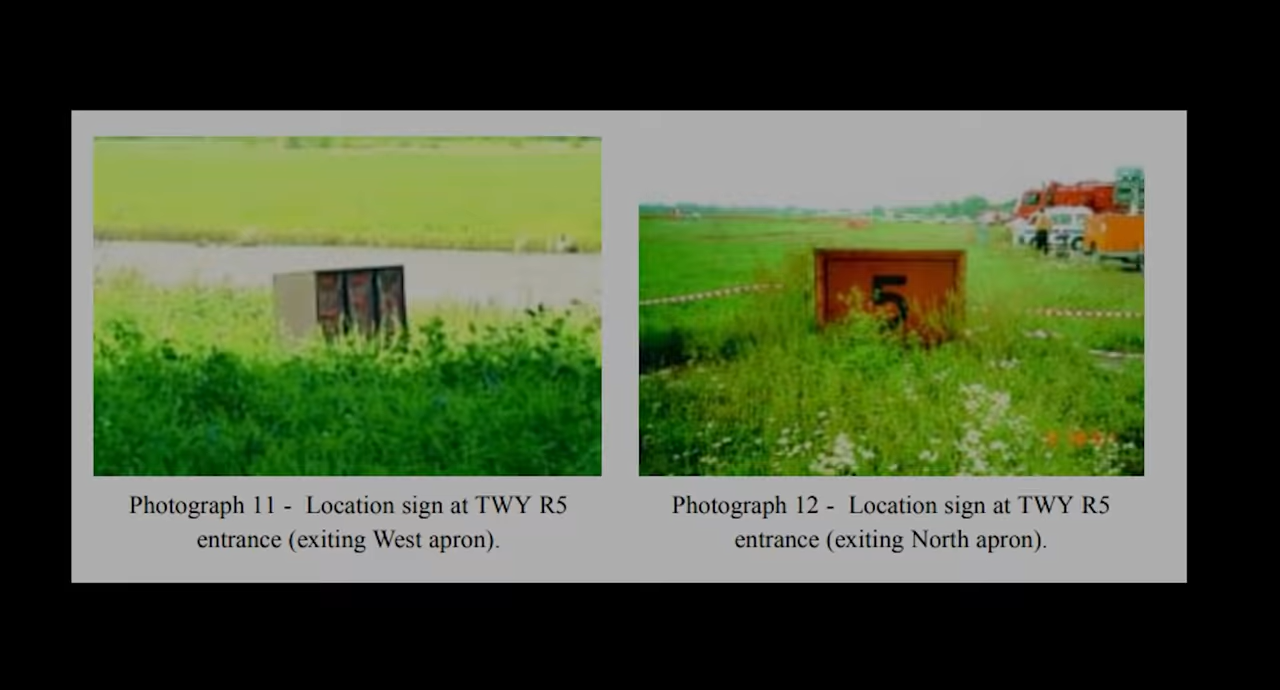 5
Photograph 11 - Location sign at TWY R5
entrance (exiting West apron).
Photograph 12 - Location sign at TWY R5
entrance (exiting North apron).